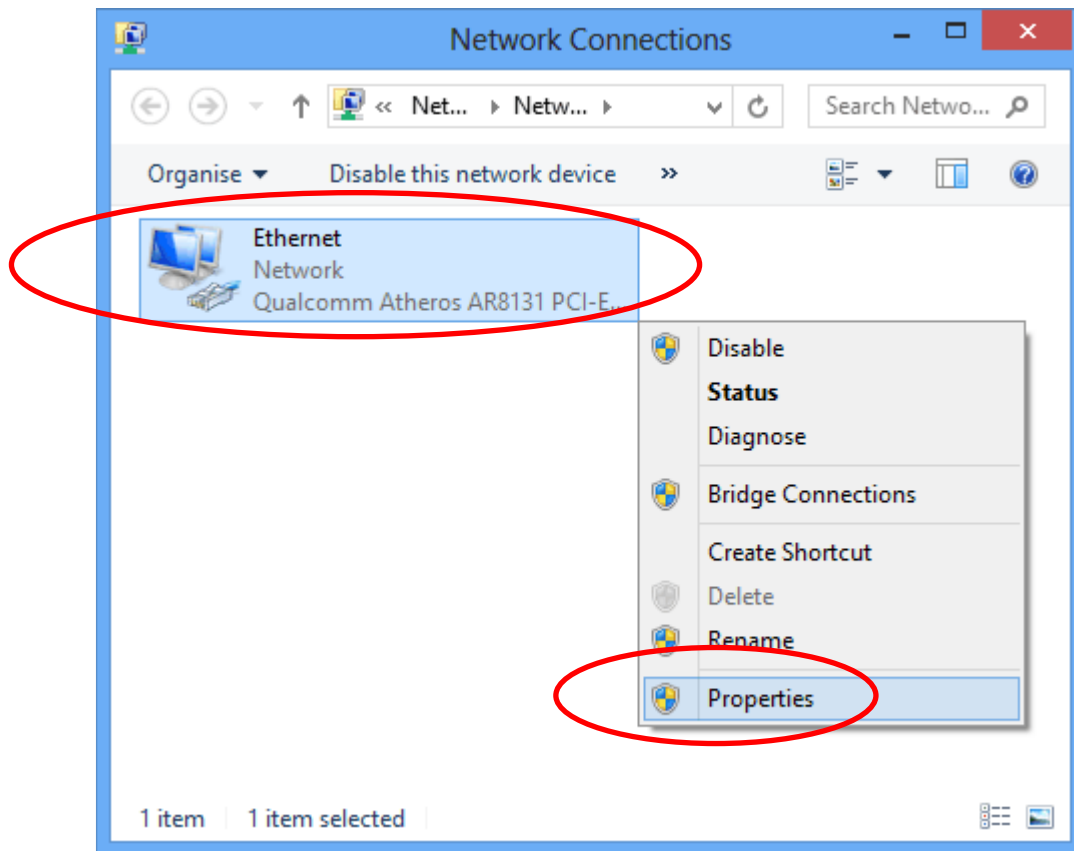 Network Connections
« Net... Netw... Search Netwo...
Organise Disable this network device »
Ethernet
Network
Qualcomm Atheros AR8131 PCI-E...
Disable
Status
Diagnose
Bridge Connections
Create Shortcut
Delete
Rename
Properties
1 item 1 item selected